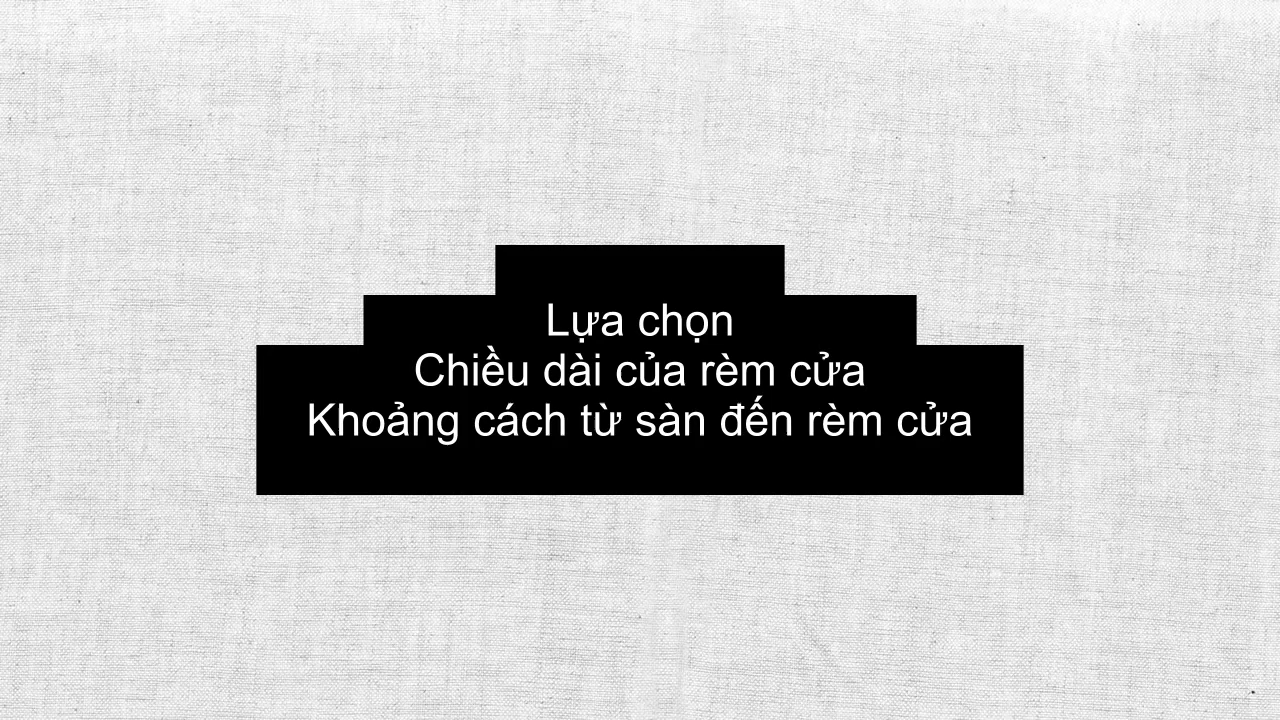 Lựa chọn
Chiều dài của rèm cửa
Khoảng cách từ sàn đến rèm cửa